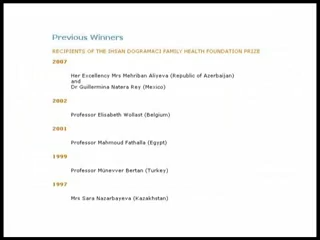 Previous Winners
RECIPIENTS OF THE IHSAN DOGRAMACI FAMILY HEALTH FOUNDATION PRIZE
2007
Her Excellency Mrs Mehriban Aliyeva (Republic of Azerbaijan)
and
Dr Guillermina Natera Rey (Mexico)
2002
Professor Elisabeth Wollast (Belgium)
2001
Professor Mahmoud Fathalla (Egypt)
1999
Professor Münevver Bertan (Turkey)
1997
Mrs Sara Nazarbayeva (Kazakhstan)